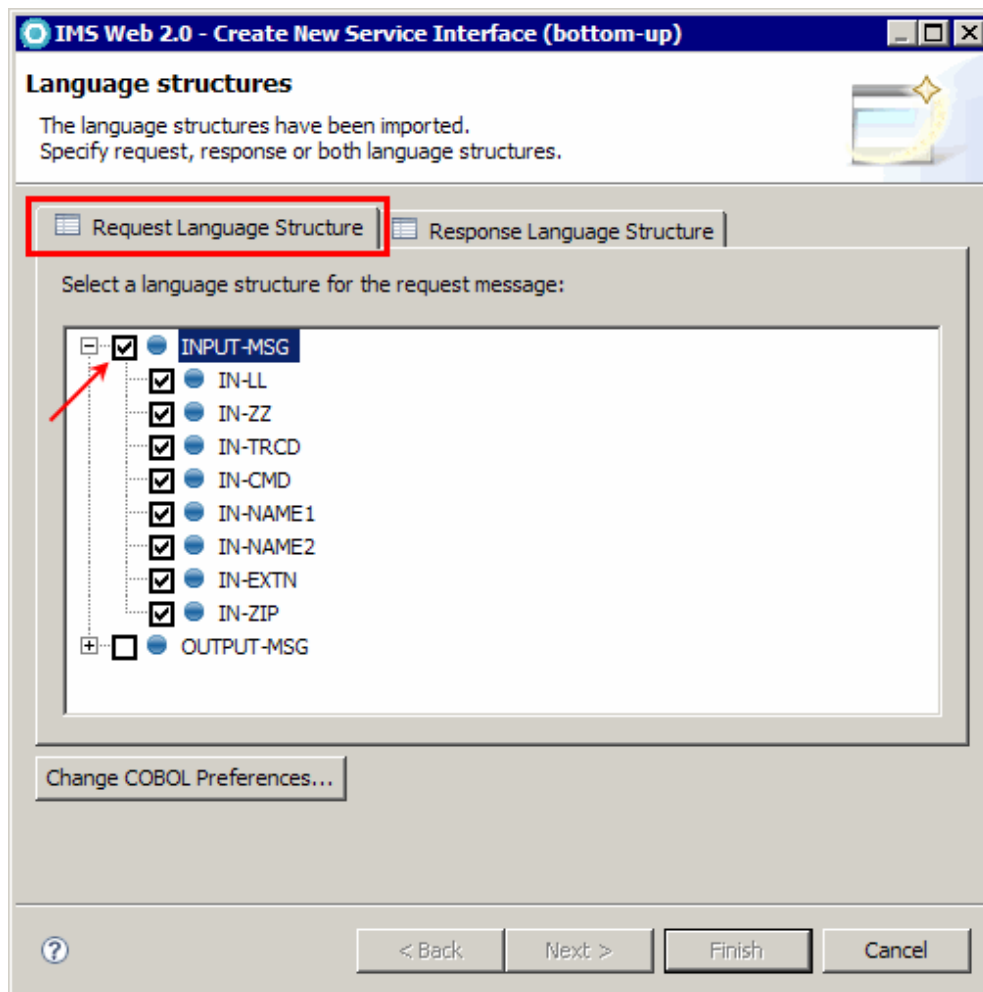 IMS Web 2.0 - Create New Service Interface (bottom-up)
Language structures
The language structures have been imported.
Specify request, response or both language structures.
Request Language Structure
Response Language Structure
Select a language structure for the request message:
INPUT-MSG
IN-LL
IN-ZZ
IN-TRCD
IN-CMD
IN-NAME1
IN-NAME2
IN-EXTN
IN-ZIP
OUTPUT-MSG
Change COBOL Preferences...
?
< Back
Next >
Finish
Cancel